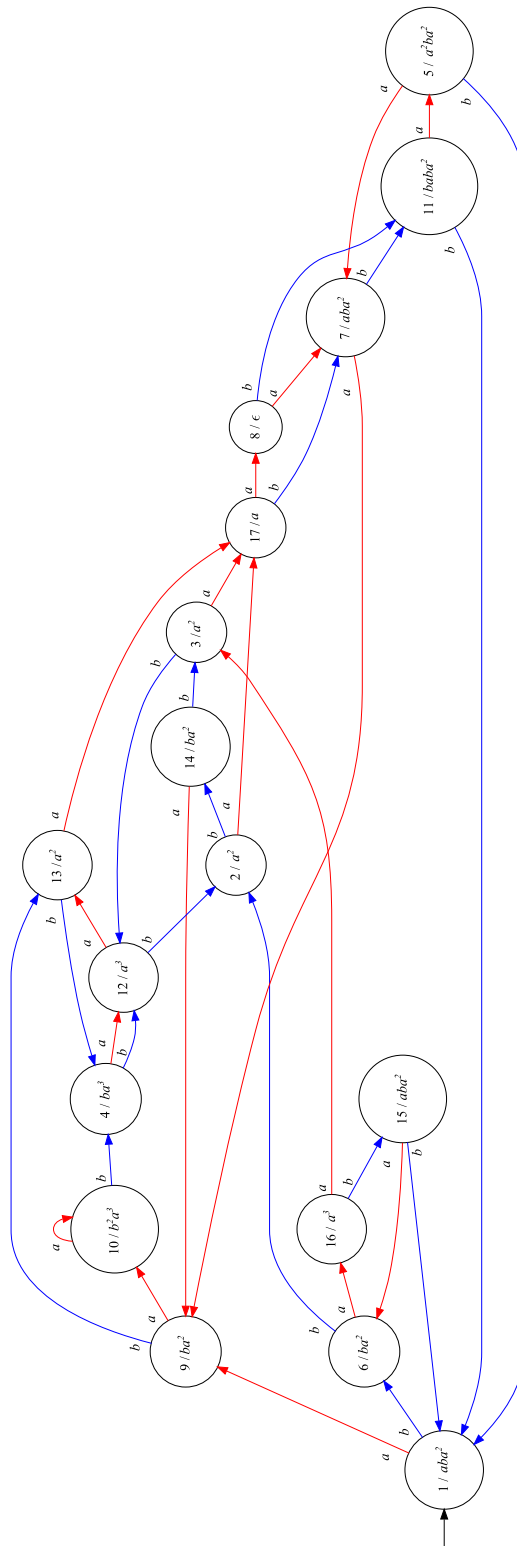 1 / aba²
a
b
9 / ba²
6 / ba²
b
b
a
a
a
10 / b²a³
16 / a³
a
b
b
a
b
4 / ba³
15 / aba²
a
b
12 / a³
a
b
b
13 / a²
2 / a²
b
a
a
a
14 / ba²
b
b
3 / a²
a
17 / a
a
b
8 / ϵ
a
b
a
7 / aba²
a
b
b
11 / baba²
a
b
a
5 / a²ba²